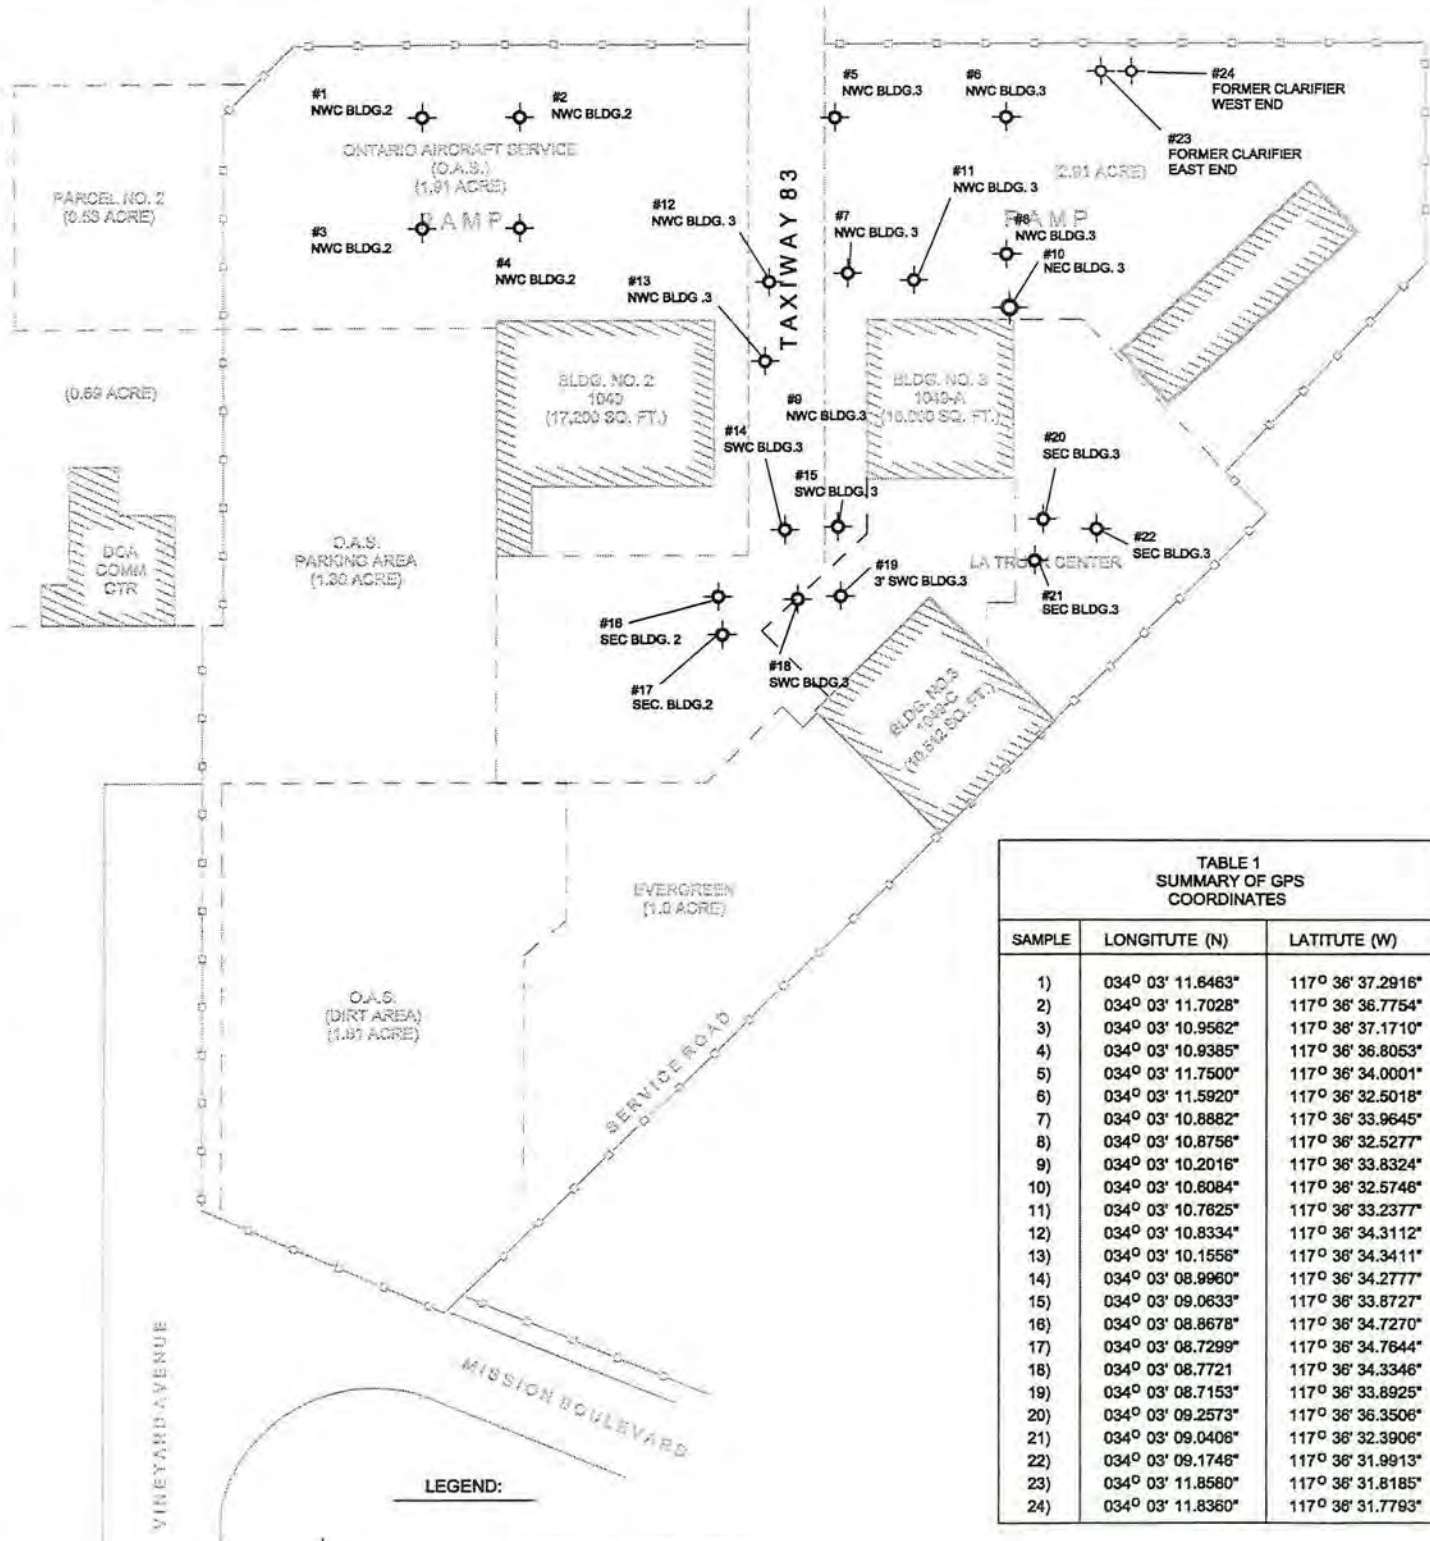 #1
NWC BLDG.2
#2
NWC BLDG.2
#5
NWC BLDG.3
#6
NWC BLDG.3
#24
FORMER CLARIFIER
WEST END
#23
FORMER CLARIFIER
EAST END
ONTARIO AIRCRAFT SERVICE
(O.A.S.)
(1.91 ACRE)
RAMP
PARCEL NO. 2
(0.53 ACRE)
#3
NWC BLDG.2
#4
NWC BLDG.2
#12
NWC BLDG. 3
#13
NWC BLDG .3
TAXIWAY 83
#7
NWC BLDG. 3
#11
NWC BLDG. 3
(2.91 ACRE)
RAMP
#8
NWC BLDG.3
#10
NEC BLDG. 3
(0.69 ACRE)
BLDG. NO. 2
1040
(17,200 SQ. FT.)
BLDG. NO. 3
1049-A
SQ. FT.)
#9
NWC BLDG.3
#14
SWC BLDG.3
#15
SWC BLDG. 3
#20
SEC BLDG.3
#22
SEC BLDG.3
LA TRUCK CENTER
#21
SEC BLDG.3
#19
3' SWC BLDG.3
DOA
COMM
CTR
O.A.S.
PARKING AREA
(1.30 ACRE)
#16
SEC BLDG. 2
#17
SEC. BLDG.2
#18
SWC BLDG.3
BLDG. NO.3
1049-C
SQ. FT.)
EVERGREEN
(1.0 ACRE)
O.A.S.
(DIRT AREA)
(1.81 ACRE)
SERVICE ROAD
MISSION BOULEVARD
VINEYARD AVENUE
LEGEND:
TABLE 1
SUMMARY OF GPS
COORDINATES
SAMPLE LONGITUTE (N) LATITUTE (W)
1) 034° 03' 11.6463" 117° 36' 37.2916"
2) 034° 03' 11.7028" 117° 36' 36.7754"
3) 034° 03' 10.9562" 117° 36' 37.1710"
4) 034° 03' 10.9385" 117° 36' 36.8053"
5) 034° 03' 11.7500" 117° 36' 34.0001"
6) 034° 03' 11.5920" 117° 36' 32.5018"
7) 034° 03' 10.8882" 117° 36' 33.9645"
8) 034° 03' 10.8756" 117° 36' 32.5277"
9) 034° 03' 10.2016" 117° 36' 33.8324"
10) 034° 03' 10.6084" 117° 36' 32.5746"
11) 034° 03' 10.7625" 117° 36' 33.2377"
12) 034° 03' 10.8334" 117° 36' 34.3112"
13) 034° 03' 10.1556" 117° 36' 34.3411"
14) 034° 03' 08.9960" 117° 36' 34.2777"
15) 034° 03' 09.0633" 117° 36' 33.8727"
16) 034° 03' 08.8678" 117° 36' 34.7270"
17) 034° 03' 08.7299" 117° 36' 34.7644"
18) 034° 03' 08.7721 117° 36' 34.3346"
19) 034° 03' 08.7153" 117° 36' 33.8925"
20) 034° 03' 09.2573" 117° 36' 36.3506"
21) 034° 03' 09.0406" 117° 36' 32.3906"
22) 034° 03' 09.1746" 117° 36' 31.9913"
23) 034° 03' 11.8560" 117° 36' 31.8185"
24) 034° 03' 11.8360" 117° 36' 31.7793"